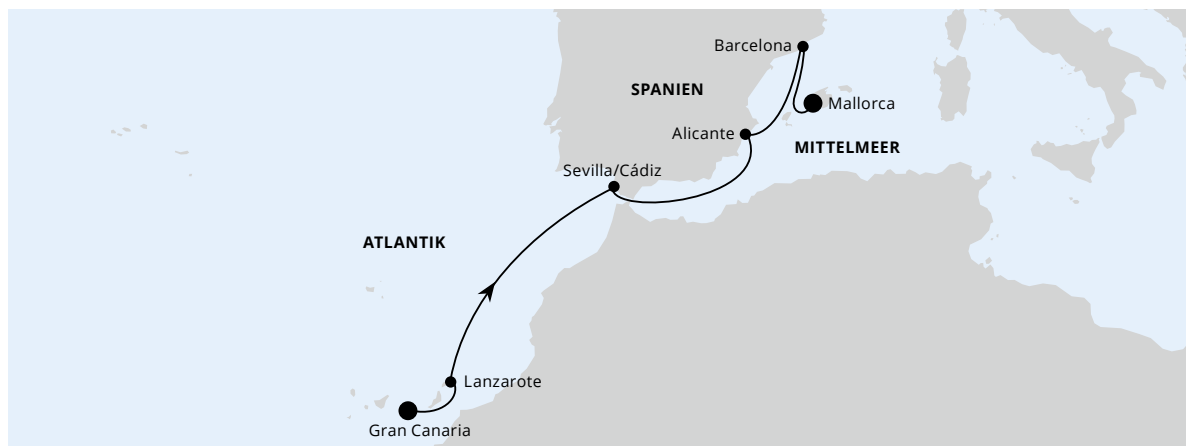 Barcelona
SPANIEN
Mallorca
Alicante
MITTELMEER
Sevilla/Cádiz
ATLANTIK
Lanzarote
Gran Canaria